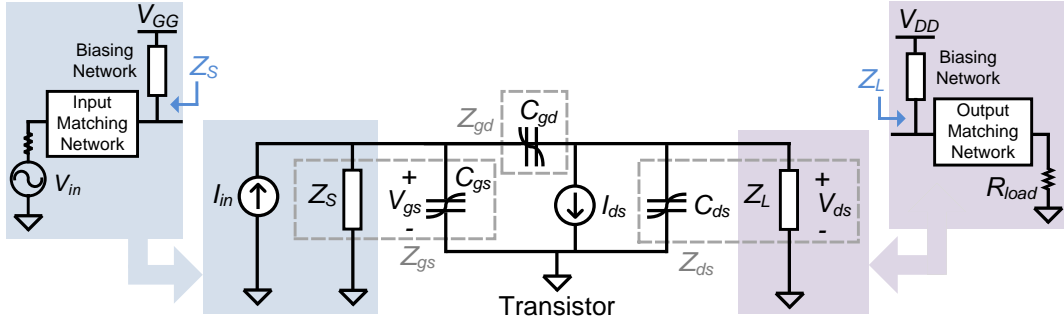 V_GG
Biasing
Network
Z_S
Input
Matching
Network
V_in
I_in
Z_S
+
V_gs
-
C_gs
Z_gs
Z_gd
C_gd
I_ds
C_ds
Z_ds
Z_L
+
V_ds
-
Transistor
V_DD
Biasing
Network
Z_L
Output
Matching
Network
R_load